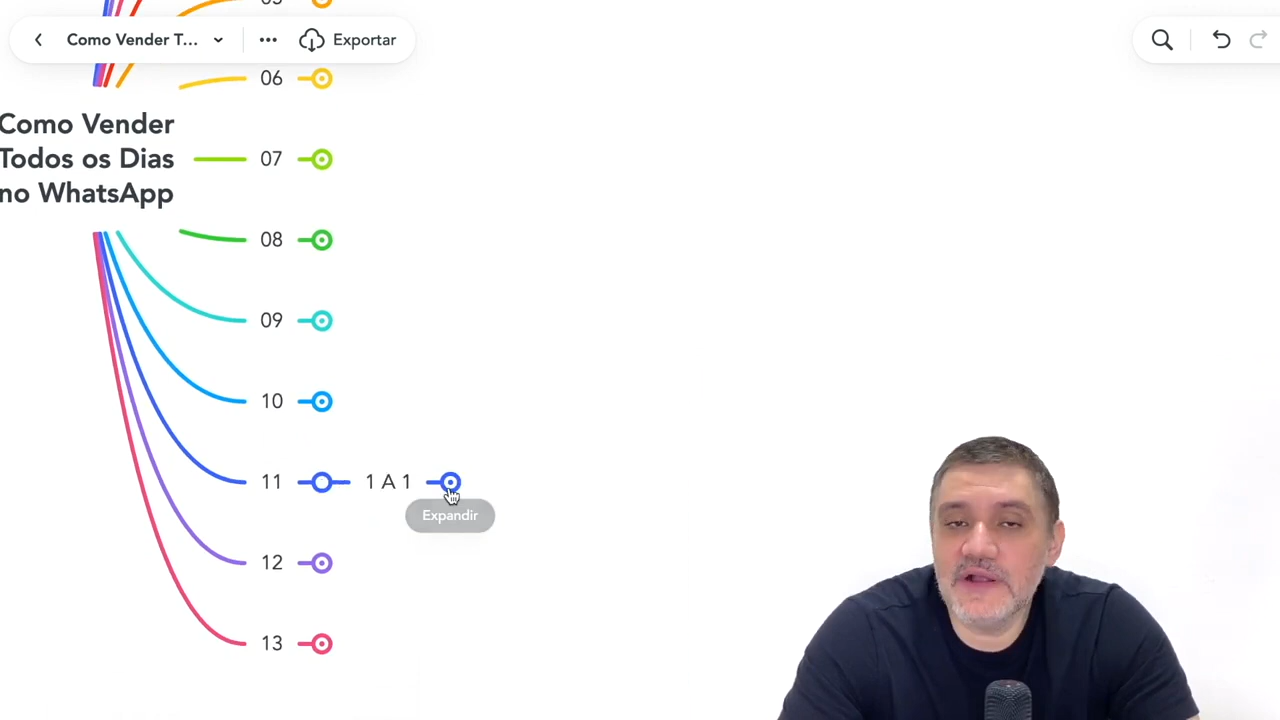 05
Como Vender T... ••• Exportar
06
Como Vender
Todos os Dias
no WhatsApp
07
08
09
10
11 1 A 1
Expandir
12
13